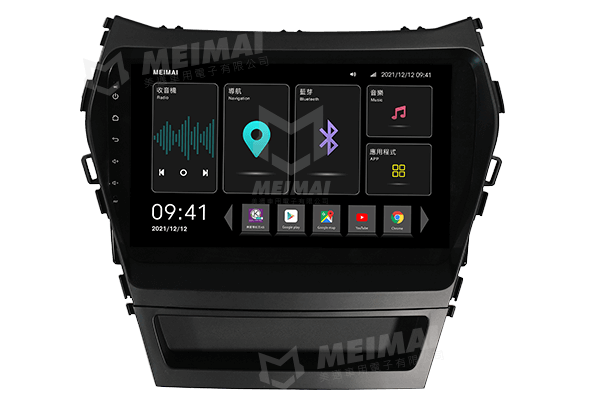 MEIMAI
MEIMAI
2021/12/12 09:41
收音機
Radio
導航
Navigation
藍芽
Bluetooth
音樂
Music
應用程式
APP
MEIMAI
09:41
2021/12/12
Google play
Google map
YouTube
Chrome
MEIMAI